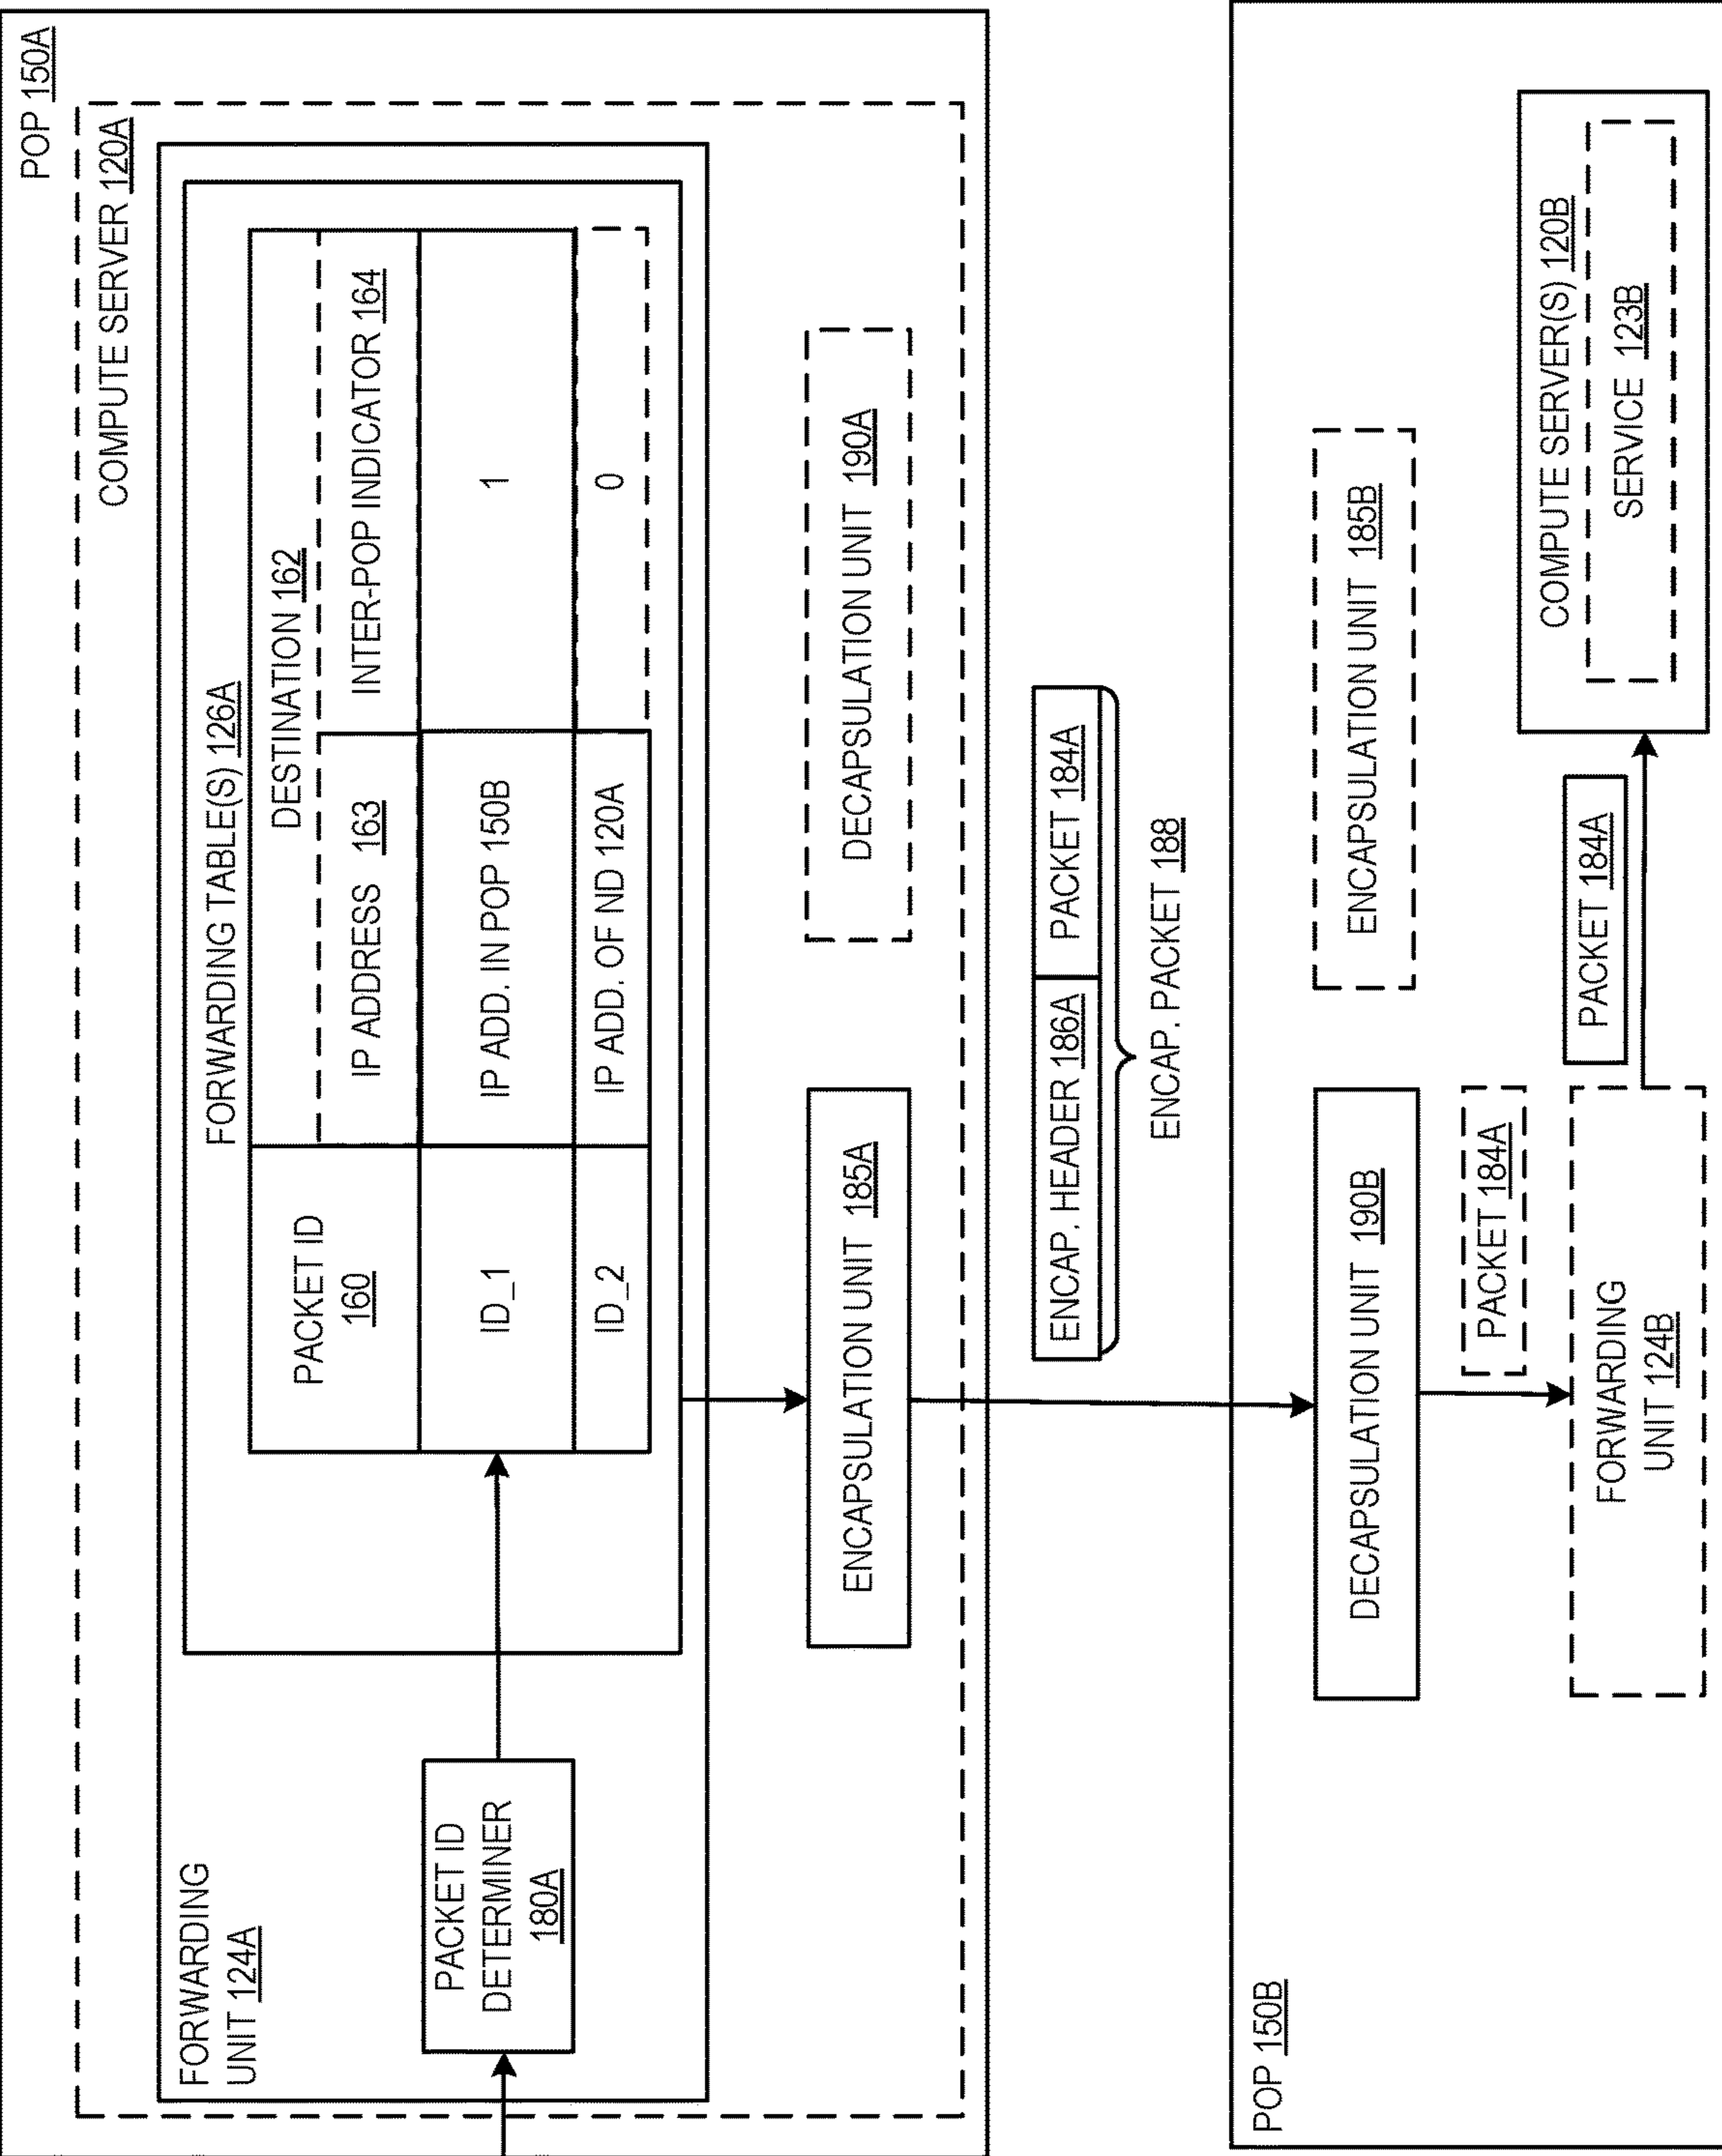 POP 150A
COMPUTE SERVER 120A
FORWARDING
UNIT 124A
FORWARDING TABLE(S) 126A
PACKET ID
160
DESTINATION 162
IP ADDRESS 163
INTER-POP INDICATOR 164
ID_1
IP ADD. IN POP 150B
1
ID_2
IP ADD. OF ND 120A
0
PACKET ID
DETERMINER
180A
ENCAPSULATION UNIT 185A
DECAPSULATION UNIT 190A
ENCAP. HEADER 186A
PACKET 184A
ENCAP. PACKET 188
POP 150B
DECAPSULATION UNIT 190B
ENCAPSULATION UNIT 185B
PACKET 184A
FORWARDING
UNIT 124B
PACKET 184A
COMPUTE SERVER(S) 120B
SERVICE 123B